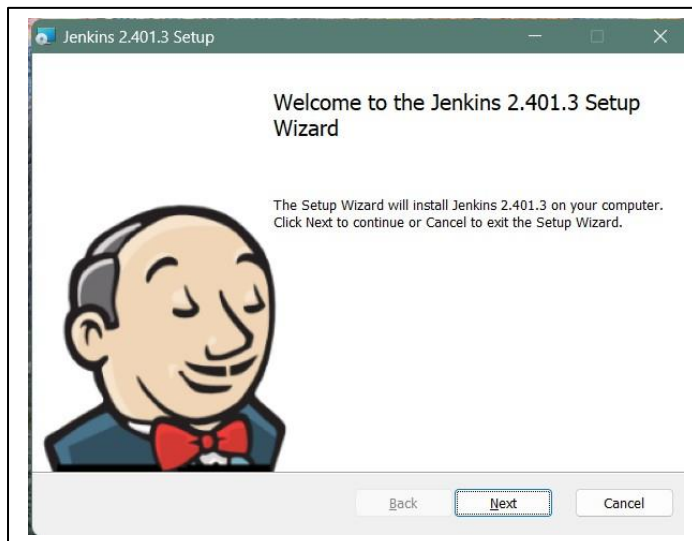 Jenkins 2.401.3 Setup
Welcome to the Jenkins 2.401.3 Setup
Wizard
The Setup Wizard will install Jenkins 2.401.3 on your computer.
Click Next to continue or Cancel to exit the Setup Wizard.
Back Next Cancel